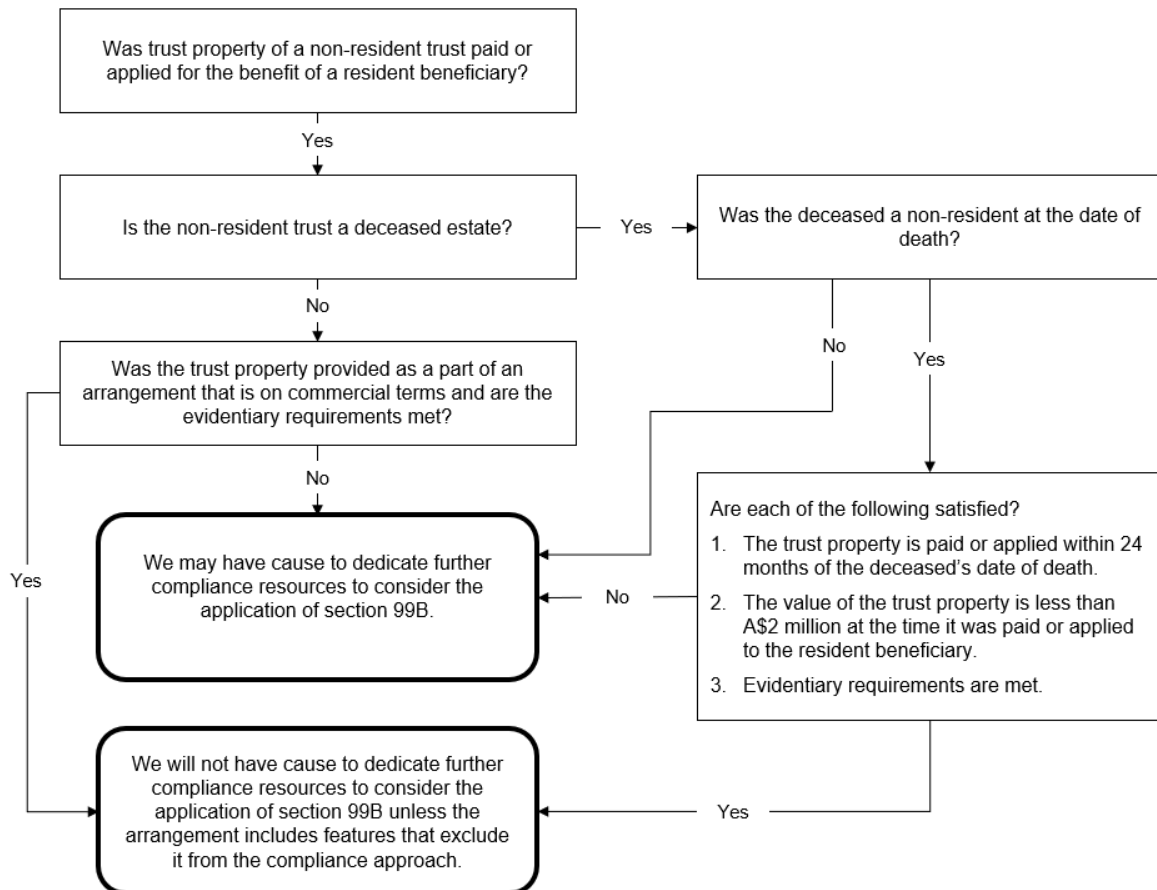 Was trust property of a non-resident trust paid or
applied for the benefit of a resident beneficiary?
Yes
Is the non-resident trust a deceased estate?
Yes
Was the deceased a non-resident at the date of
death?
No
Was the trust property provided as a part of an
arrangement that is on commercial terms and are the
evidentiary requirements met?
No
Yes
No
We may have cause to dedicate further
compliance resources to consider the
application of section 99B.
Yes
No
Are each of the following satisfied?
1. The trust property is paid or applied within 24
months of the deceased's date of death.
2. The value of the trust property is less than
A$2 million at the time it was paid or applied
to the resident beneficiary.
3. Evidentiary requirements are met.
We will not have cause to dedicate further
compliance resources to consider the
application of section 99B unless the
arrangement includes features that exclude
it from the compliance approach.
Yes